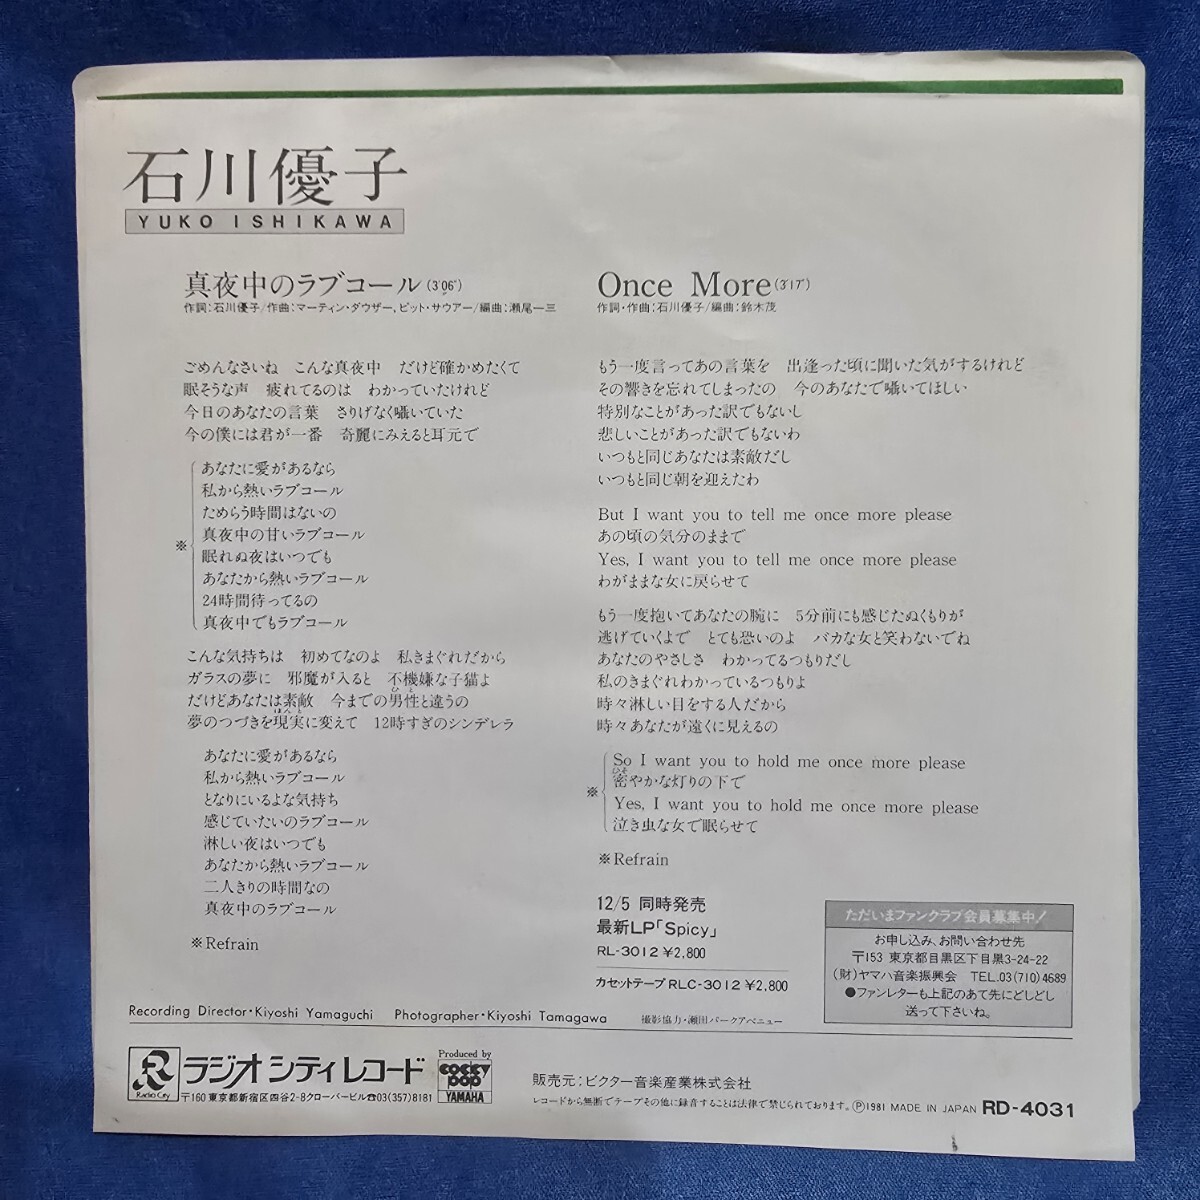 石川優子
YUKO ISHIKAWA
真夜中のラブコール(3'06")
作詞:石川優子/作曲:マーティン・ダウザー,ピット・サウアー/編曲:瀬尾一三
ごめんなさいね こんな真夜中 だけど確かめたくて
眠そうな声 疲れてるのは わかっていたけれど
今日のあなたの言葉 さりげなく囁いていた
今の僕には君が一番 奇麗にみえると耳元で
※
あなたに愛があるなら
私から熱いラブコール
ためらう時間はないの
真夜中の甘いラブコール
眠れぬ夜はいつでも
あなたから熱いラブコール
24時間待ってるの
真夜中でもラブコール
こんな気持ちは 初めてなのよ 私きまぐれだから
ガラスの夢に 邪魔が入ると 不機嫌な子猫よ
ひと
だけどあなたは素敵 今までの男性と違うの
ほんと
夢のつづきを現実に変えて 12時すぎのシンデレラ
あなたに愛があるなら
私から熱いラブコール
となりにいるよな気持ち
感じていたいのラブコール
淋しい夜はいつでも
あなたから熱いラブコール
二人きりの時間なの
真夜中のラブコール
※Refrain
Once More(3'17")
作詞・作曲:石川優子/編曲:鈴木茂
もう一度言ってあの言葉を 出逢った頃に聞いた気がするけれど
その響きを忘れてしまったの 今のあなたで囁いてほしい
特別なことがあった訳でもないし
悲しいことがあった訳でもないわ
いつもと同じあなたは素敵だし
いつもと同じ朝を迎えたわ
But I want you to tell me once more please
あの頃の気分のままで
Yes, I want you to tell me once more please
わがままな女に戻らせて
もう一度抱いてあなたの腕に 5分前にも感じたぬくもりが
逃げていくよで とても恐いのよ バカな女と笑わないでね
あなたのやさしさ わかってるつもりだし
私のきまぐれわかっているつもりよ
時々淋しい目をする人だから
時々あなたが遠くに見えるの
※
So I want you to hold me once more please
ひそ
密やかな灯りの下で
Yes, I want you to hold me once more please
泣き虫な女で眠らせて
※Refrain
12/5 同時発売
最新LP「Spicy」
RL-3012 ¥2,800
カセットテープ RLC-3012 ¥2,800
ただいまファンクラブ会員募集中!
お申し込み、お問い合わせ先
〒153 東京都目黒区下目黒3-24-22
(財)ヤマハ音楽振興会 TEL.03(710)4689
●ファンレターも上記のあて先にどしどし
送って下さいね。
Recording Director・Kiyoshi Yamaguchi Photographer・Kiyoshi Tamagawa 撮影協力・瀬田パークアベニュー
Radio City
ラジオシティレコード
〒160 東京都新宿区四谷2-8クローバービル☎03(357)8181
Produced by
cocky pop
YAMAHA
販売元:ビクター音楽産業株式会社
レコードから無断でテープその他に録音することは法律で禁じられております。Ⓟ1981 MADE IN JAPAN RD-4031